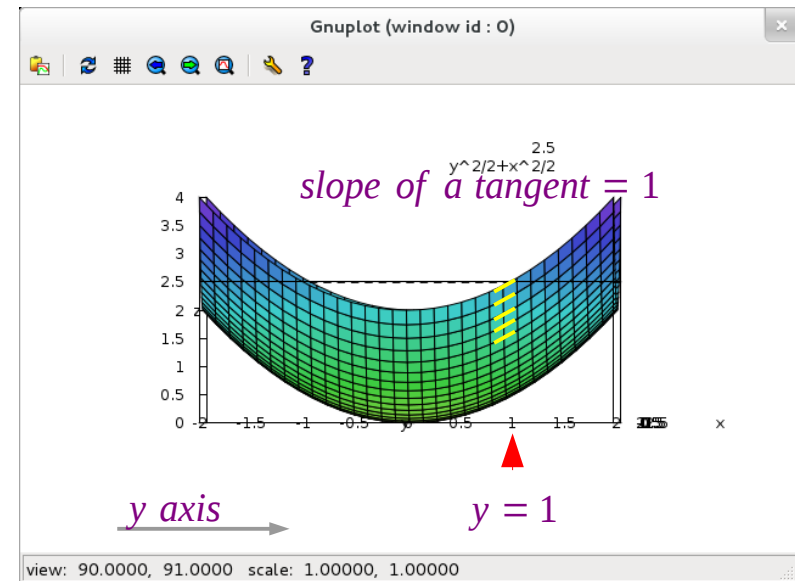 Gnuplot (window id : 0)
2.5
y^2/2+x^2/2
slope of a tangent = 1
4
3.5
3
2.5
2
z
1.5
1
0.5
0
-2 -1.5 -1 -0.5 0 0.5 1 1.5 2
y
x
y axis
y = 1
view: 90.0000, 91.0000 scale: 1.00000, 1.00000